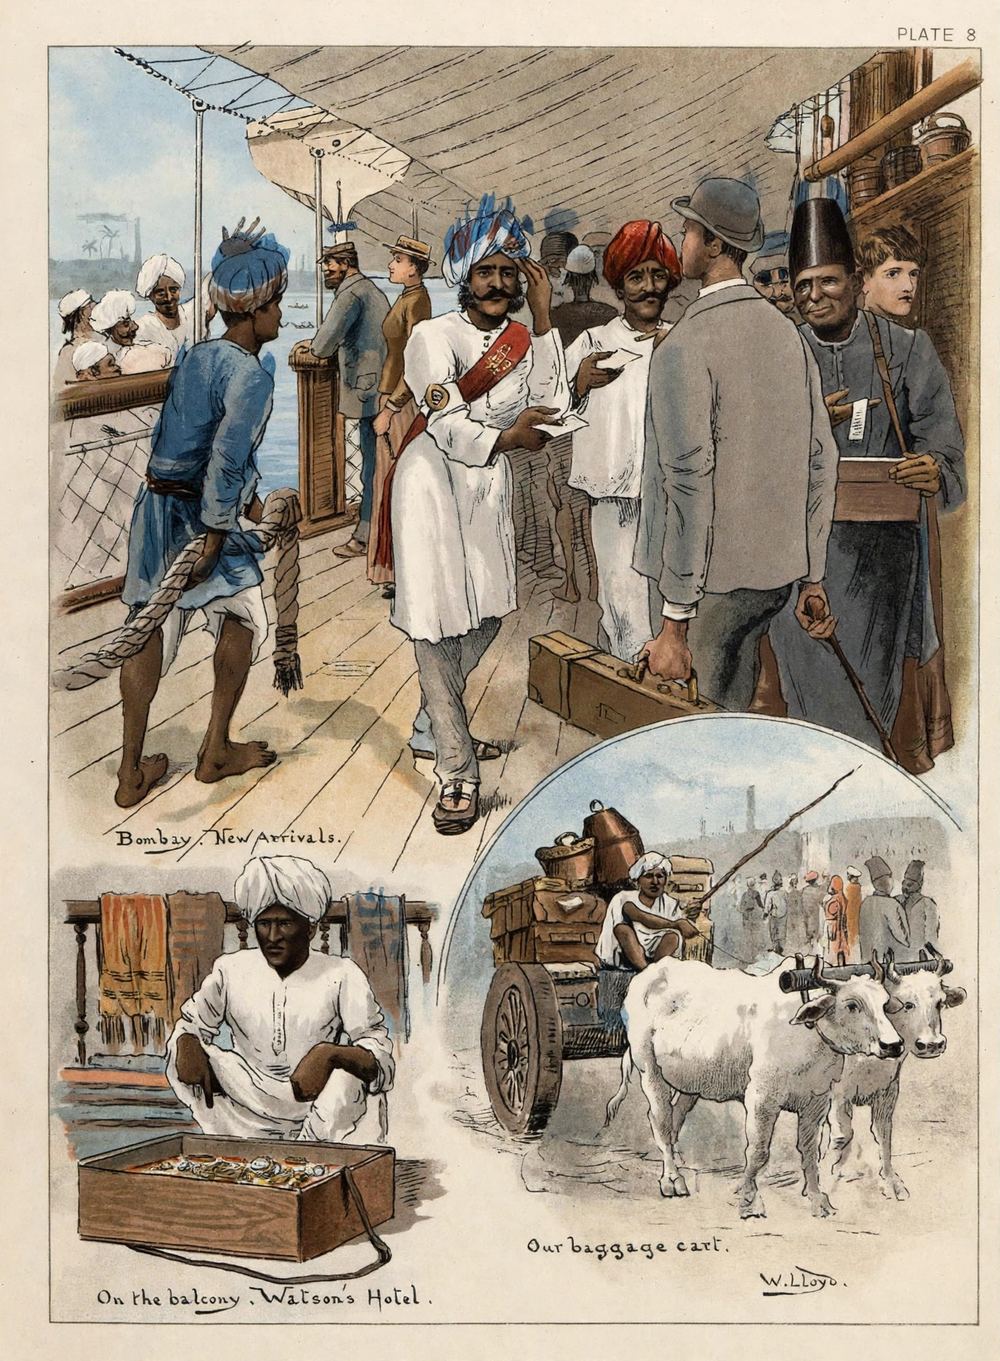 PLATE 8
Bombay. New Arrivals.
Our baggage cart.
W. Lloyd.
On the balcony. Watson's Hotel.